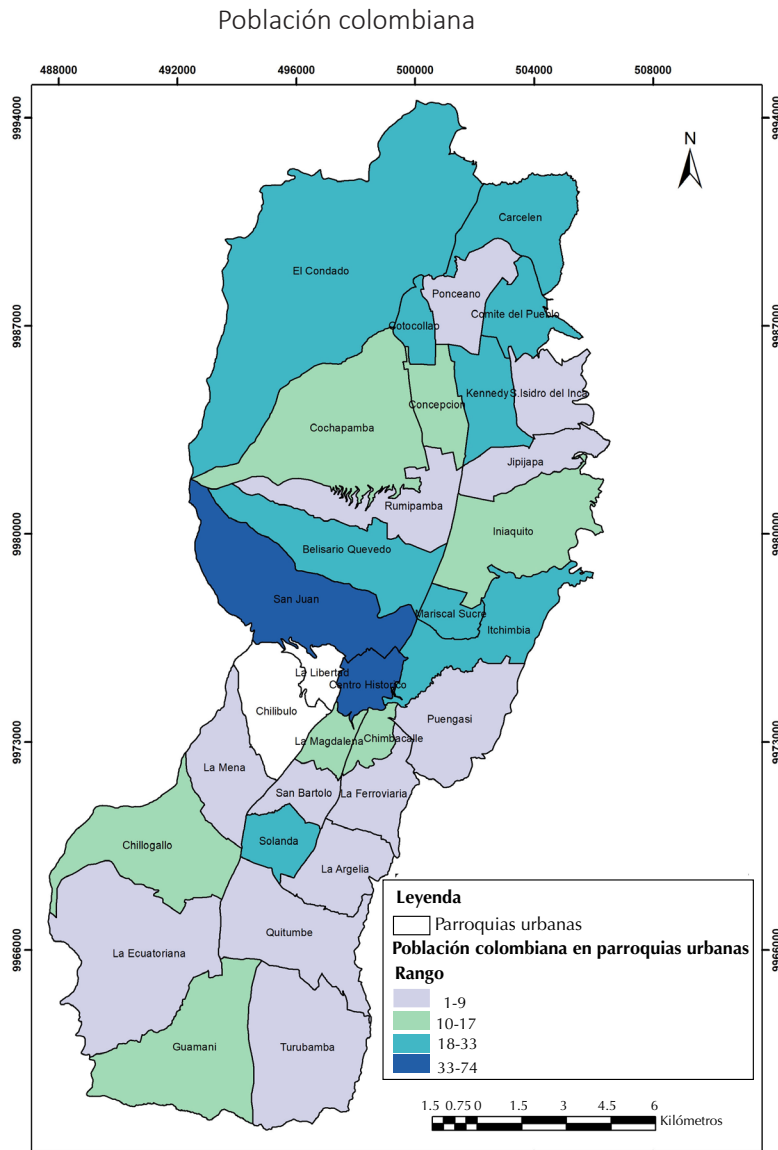 Población colombiana
488000 492000 496000 500000 504000 508000
9994000 9994000
N
Carcelen
El Condado
Ponceano
Comite del Pueblo
9987000 Cotocollao 9987000
Kennedy S.Isidro del Inca
Concepcion
Cochapamba
Jipijapa
Rumipamba
9980000 Iniaquito 9980000
Belisario Quevedo
San Juan
Mariscal Sucre
Itchimbia
La Libertad
Centro Historico
Chilibulo
Puengasi
9973000 La Magdalena Chimbacalle 9973000
La Mena
San Bartolo La Ferroviaria
Chillogallo Solanda
La Argelia
Leyenda
Parroquias urbanas
Quitumbe
Población colombiana en parroquias urbanas
9966000 La Ecuatoriana 9966000
Rango
1-9
10-17
18-33
33-74
Guamani Turubamba
1.5 0.75 0 1.5 3 4.5 6
Kilómetros